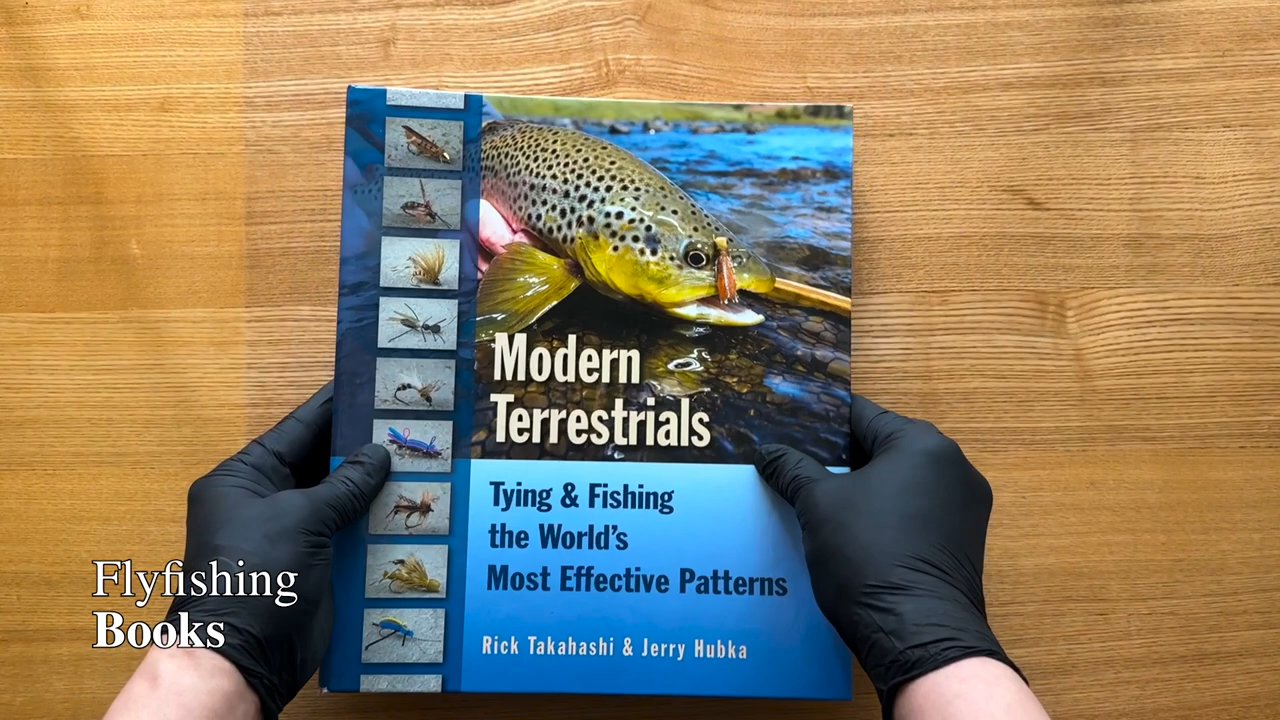 Modern
Terrestrials
Tying & Fishing
the World's
Most Effective Patterns
Rick Takahashi & Jerry Hubka
Flyfishing
Books